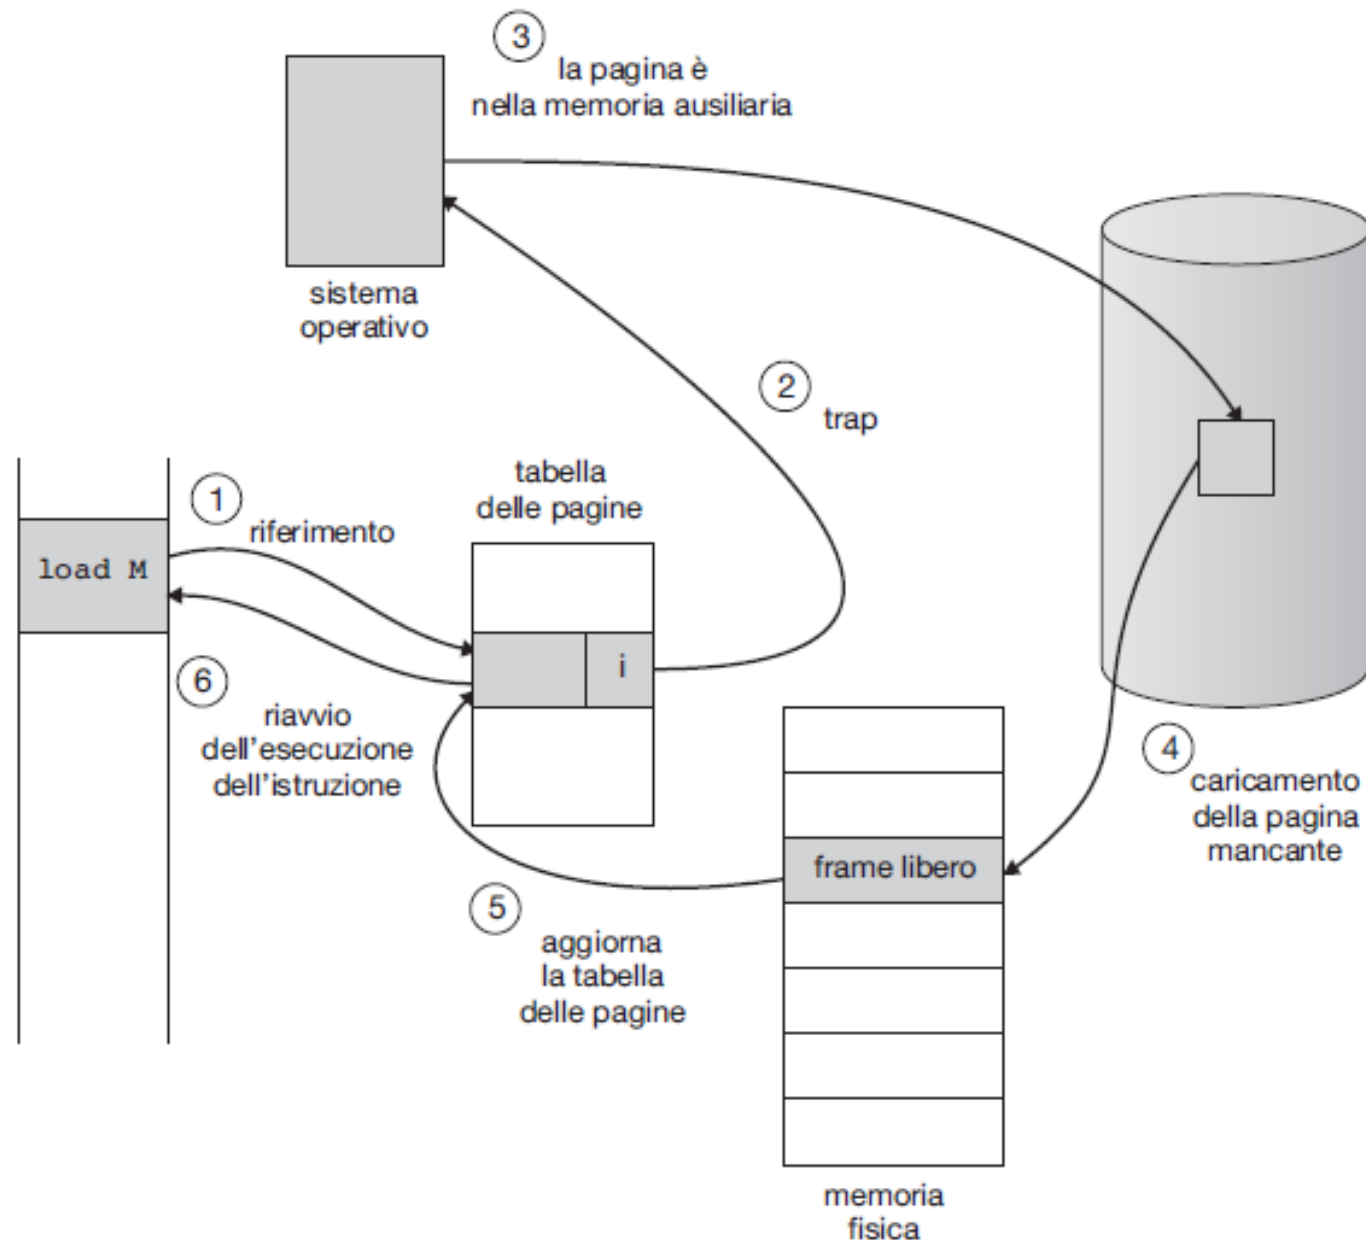 3
la pagina è
nella memoria ausiliaria
sistema
operativo
2
trap
1
riferimento
tabella
delle pagine
load M
i
6
riavvio
dell'esecuzione
dell'istruzione
4
caricamento
della pagina
mancante
frame libero
5
aggiorna
la tabella
delle pagine
memoria
fisica